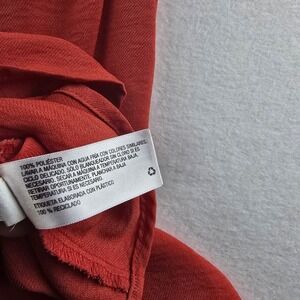 100% POLIÉSTER
LAVAR A MÁQUINA CON AGUA FRÍA CON COLORES SIMILARES,
CICLO DELICADO. SÓLO BLANQUEADOR SIN CLORO SI ES
NECESARIO. SECAR A MÁQUINA TEMPERATURA BAJA.
RETIRAR OPORTUNAMENTE. PLANCHAR A BAJA
TEMPERATURA SI ES NECESARIO.
ETIQUETA ELABORADA CON PLÁSTICO
100 % RECICLADO